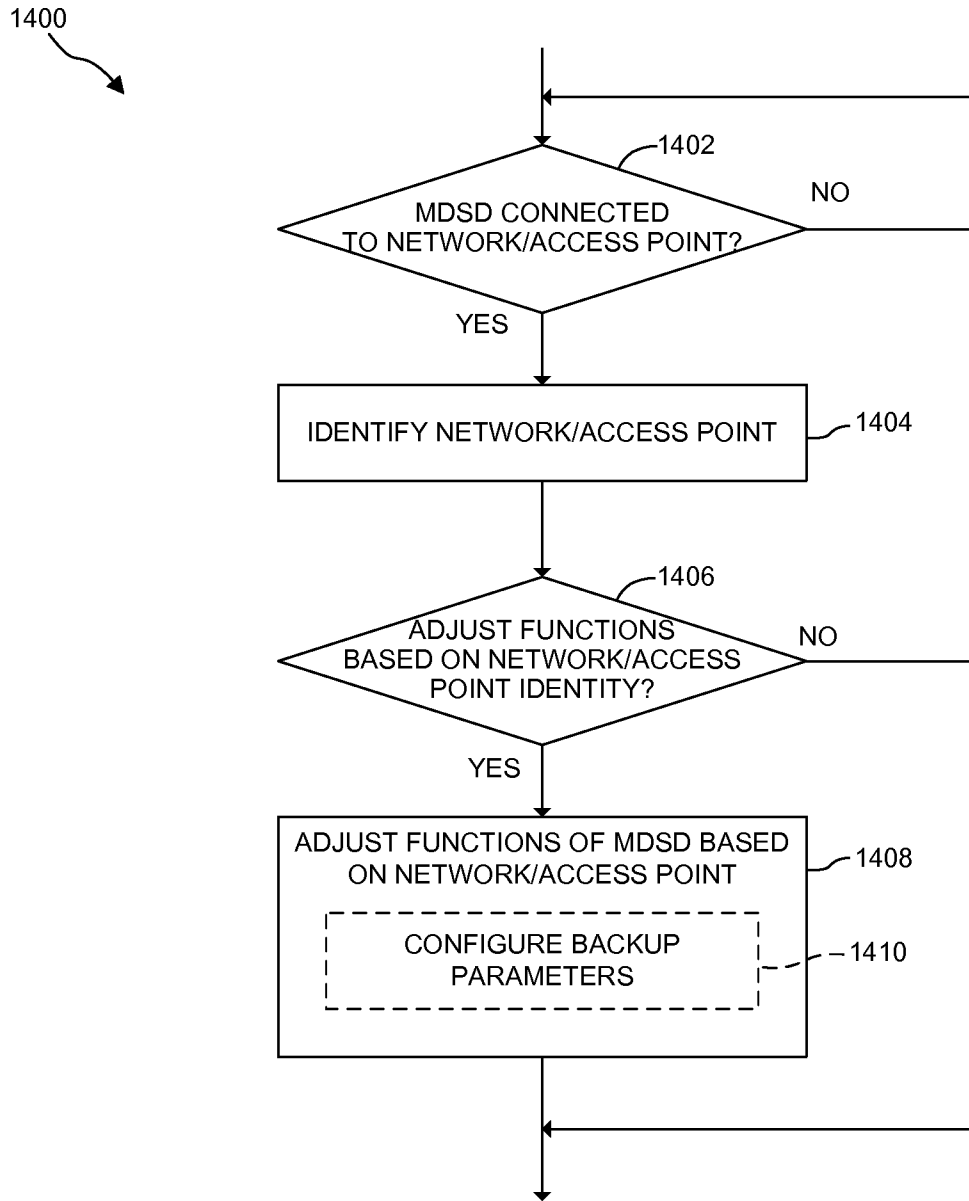 1400
1402
MDSD CONNECTED
TO NETWORK/ACCESS POINT?
NO
YES
IDENTIFY NETWORK/ACCESS POINT
1404
1406
ADJUST FUNCTIONS
BASED ON NETWORK/ACCESS
POINT IDENTITY?
NO
YES
ADJUST FUNCTIONS OF MDSD BASED
ON NETWORK/ACCESS POINT
1408
CONFIGURE BACKUP
PARAMETERS
1410